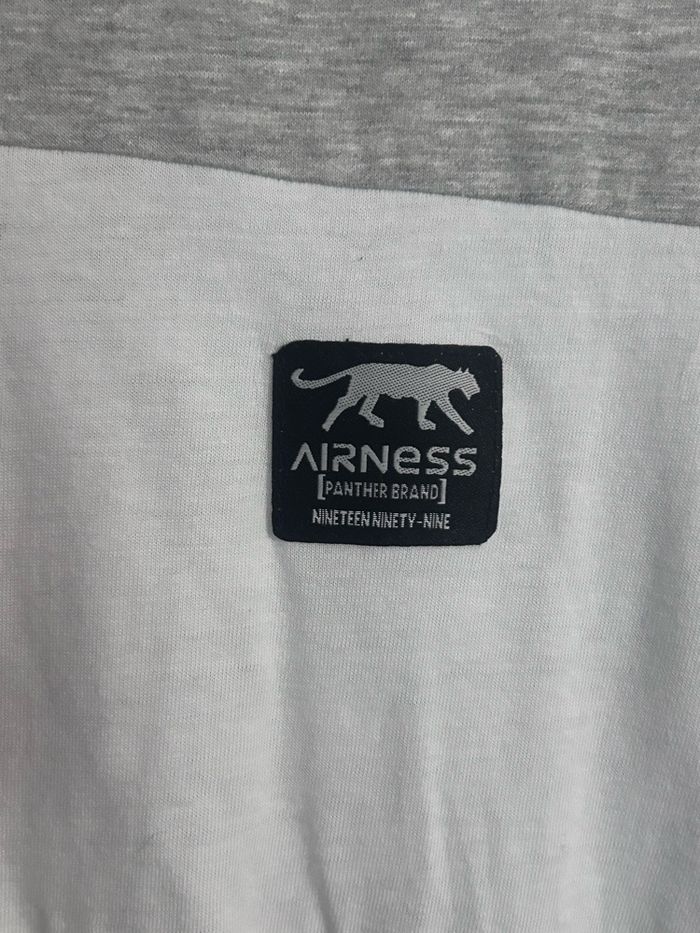 AIRNeSS
[PANTHER BRAND]
NINETEEN NINETY-NINE